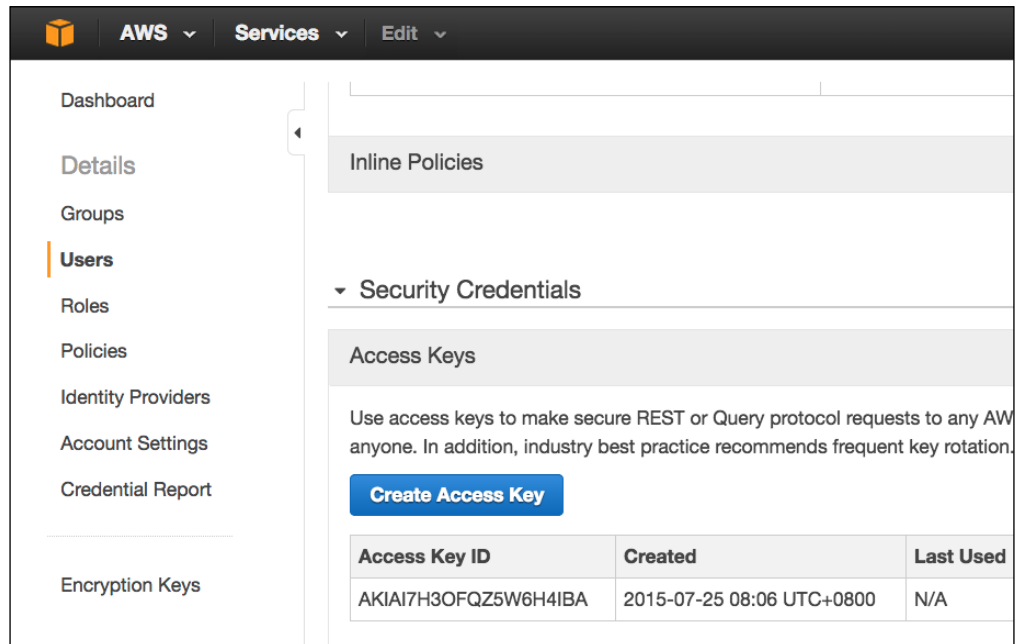 AWS Services Edit
Dashboard
Details
Groups
Users
Roles
Policies
Identity Providers
Account Settings
Credential Report
Encryption Keys
Inline Policies
Security Credentials
Access Keys
Use access keys to make secure REST or Query protocol requests to any AW
anyone. In addition, industry best practice recommends frequent key rotation.
Create Access Key
Access Key ID Created Last Used
AKIAI7H3OFQZ5W6H4IBA 2015-07-25 08:06 UTC+0800 N/A